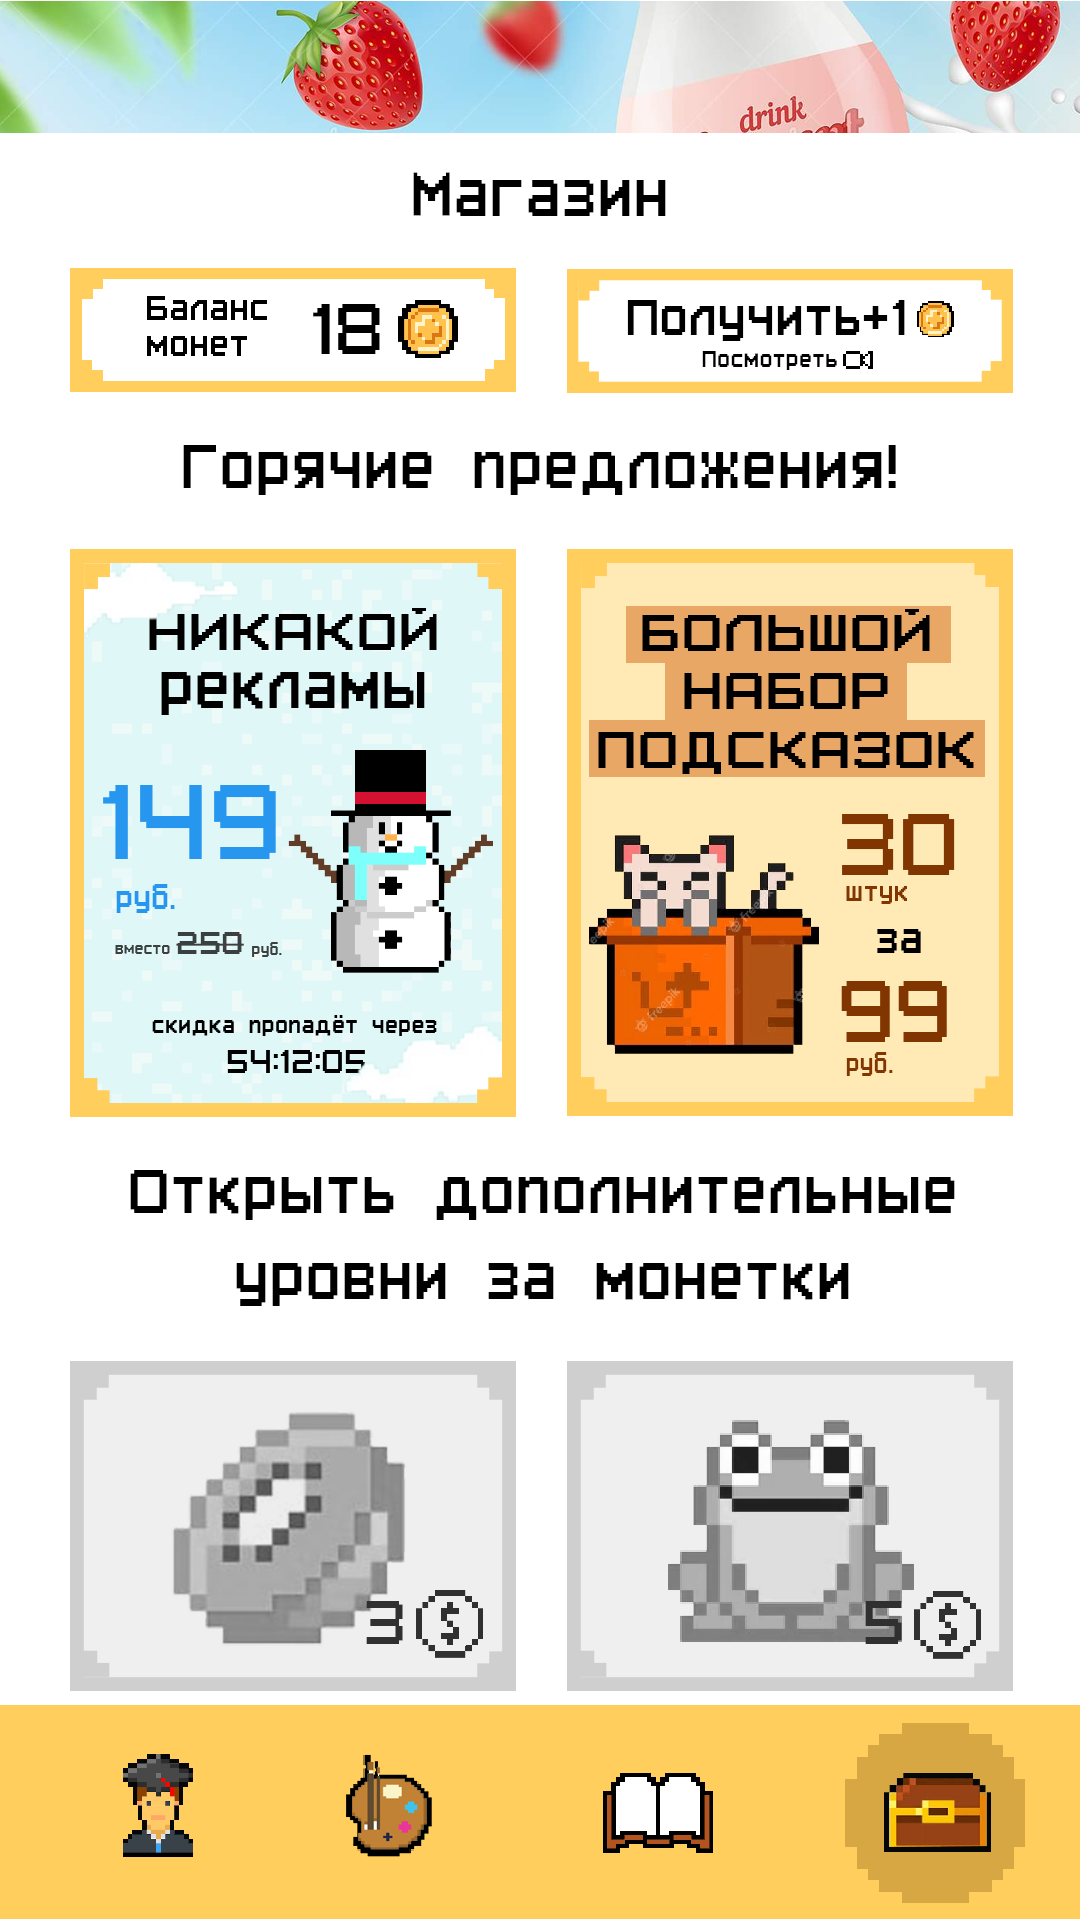 drink
Магазин
Баланс
монет
18
Получить+1
Посмотреть
Горячие предложения!
НИКАКОЙ
рекламы
149
руб.
вместо 250 руб.
скидка пропадёт через
54:12:05
БОЛЬШОЙ
НАБОР
ПОДСКАЗОК
30
штук
за
99
руб.
freepik
Открыть дополнительные
уровни за монетки
3 $
5 $